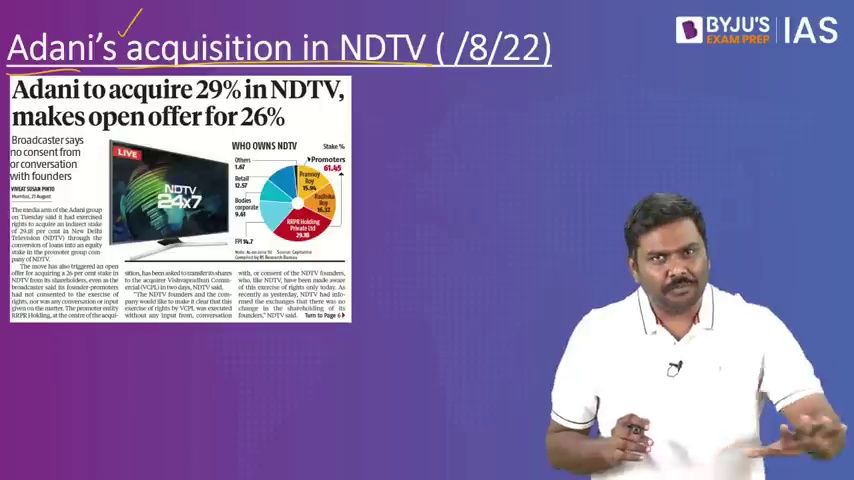 Adani's acquisition in NDTV ( /8/22)
BYJU'S
EXAM PREP
IAS
Adani to acquire 29% in NDTV,
makes open offer for 26%
Broadcaster says
no consent from
or conversation
with founders
VIVEAT SUSAN PINTO
Mumbai, 23 August
The media arm of the Adani group
on Tuesday said it had exercised
rights to acquire an indirect stake
of 29.18 per cent in New Delhi
Television (NDTV) through the
conversion of loans into an equity
stake in the promoter group com-
pany of NDTV.
The move has also triggered an open
offer for acquiring a 26 per cent stake in
NDTV from its shareholders, even as the
broadcaster said its founder-promoters
had not consented to the exercise of
rights, nor was any conversation or input
given on the matter. The promoter entity
RRPR Holding, at the centre of the acqui-
LIVE
NDTV
24x7
WHO OWNS NDTV
Stake %
Others
1.67
Retail
12.57
Bodies
corporate
9.61
FPI 14.7
Promoters
61.45
Prannoy
Roy
15.94
Radhika
Roy
16.32
RRPR Holding
Private Ltd
29.18
Source: Capitaline
Compiled by BS Research Bureau
sition, has been asked to transfer its shares
to the acquirer Vishvapradhan Comme-
rcial (VCPL) in two days, NDTV said.
"The NDTV founders and the com-
pany would like to make it clear that this
exercise of rights by VCPL was executed
without any input from, conversation
with, or consent of the NDTV founders,
who, like NDTV, have been made aware
of this exercise of rights only today. As
recently as yesterday, NDTV had infor-
med the exchanges that there was no
change in the shareholding of its
founders," NDTV said.
Turn to Page 6